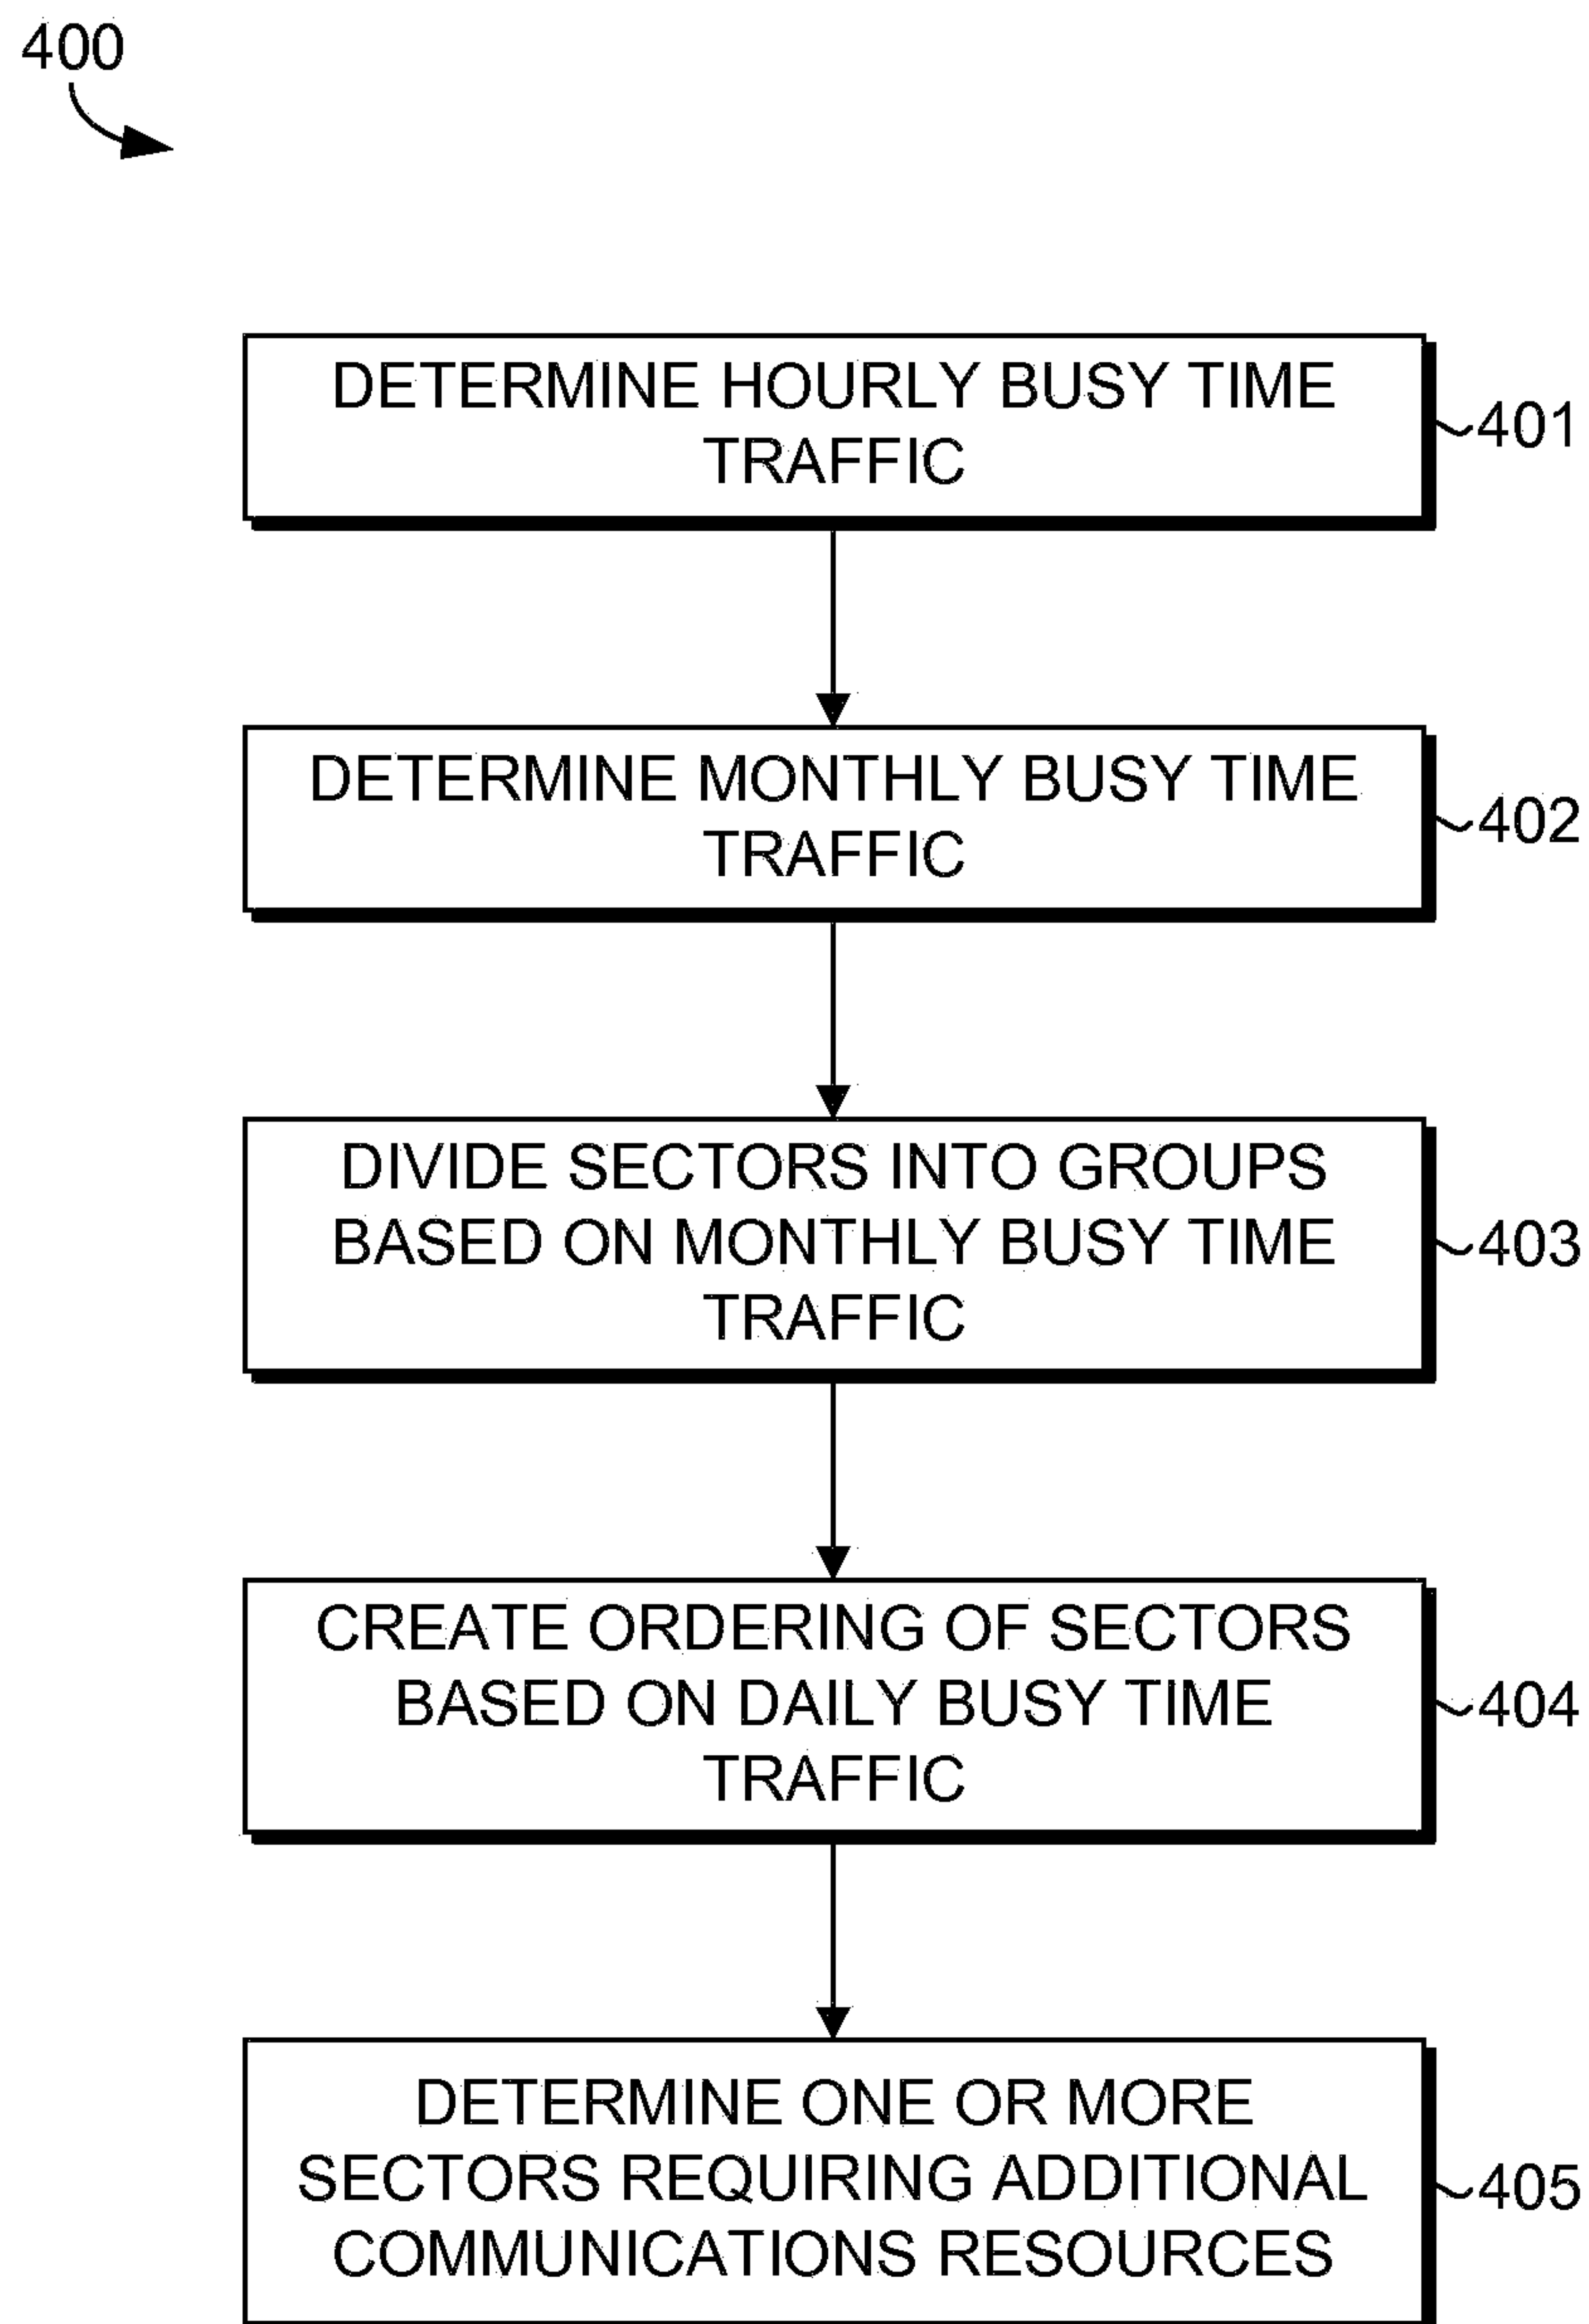 400
DETERMINE HOURLY BUSY TIME
TRAFFIC
401
DETERMINE MONTHLY BUSY TIME
TRAFFIC
402
DIVIDE SECTORS INTO GROUPS
BASED ON MONTHLY BUSY TIME
TRAFFIC
403
CREATE ORDERING OF SECTORS
BASED ON DAILY BUSY TIME
TRAFFIC
404
DETERMINE ONE OR MORE
SECTORS REQUIRING ADDITIONAL
COMMUNICATIONS RESOURCES
405